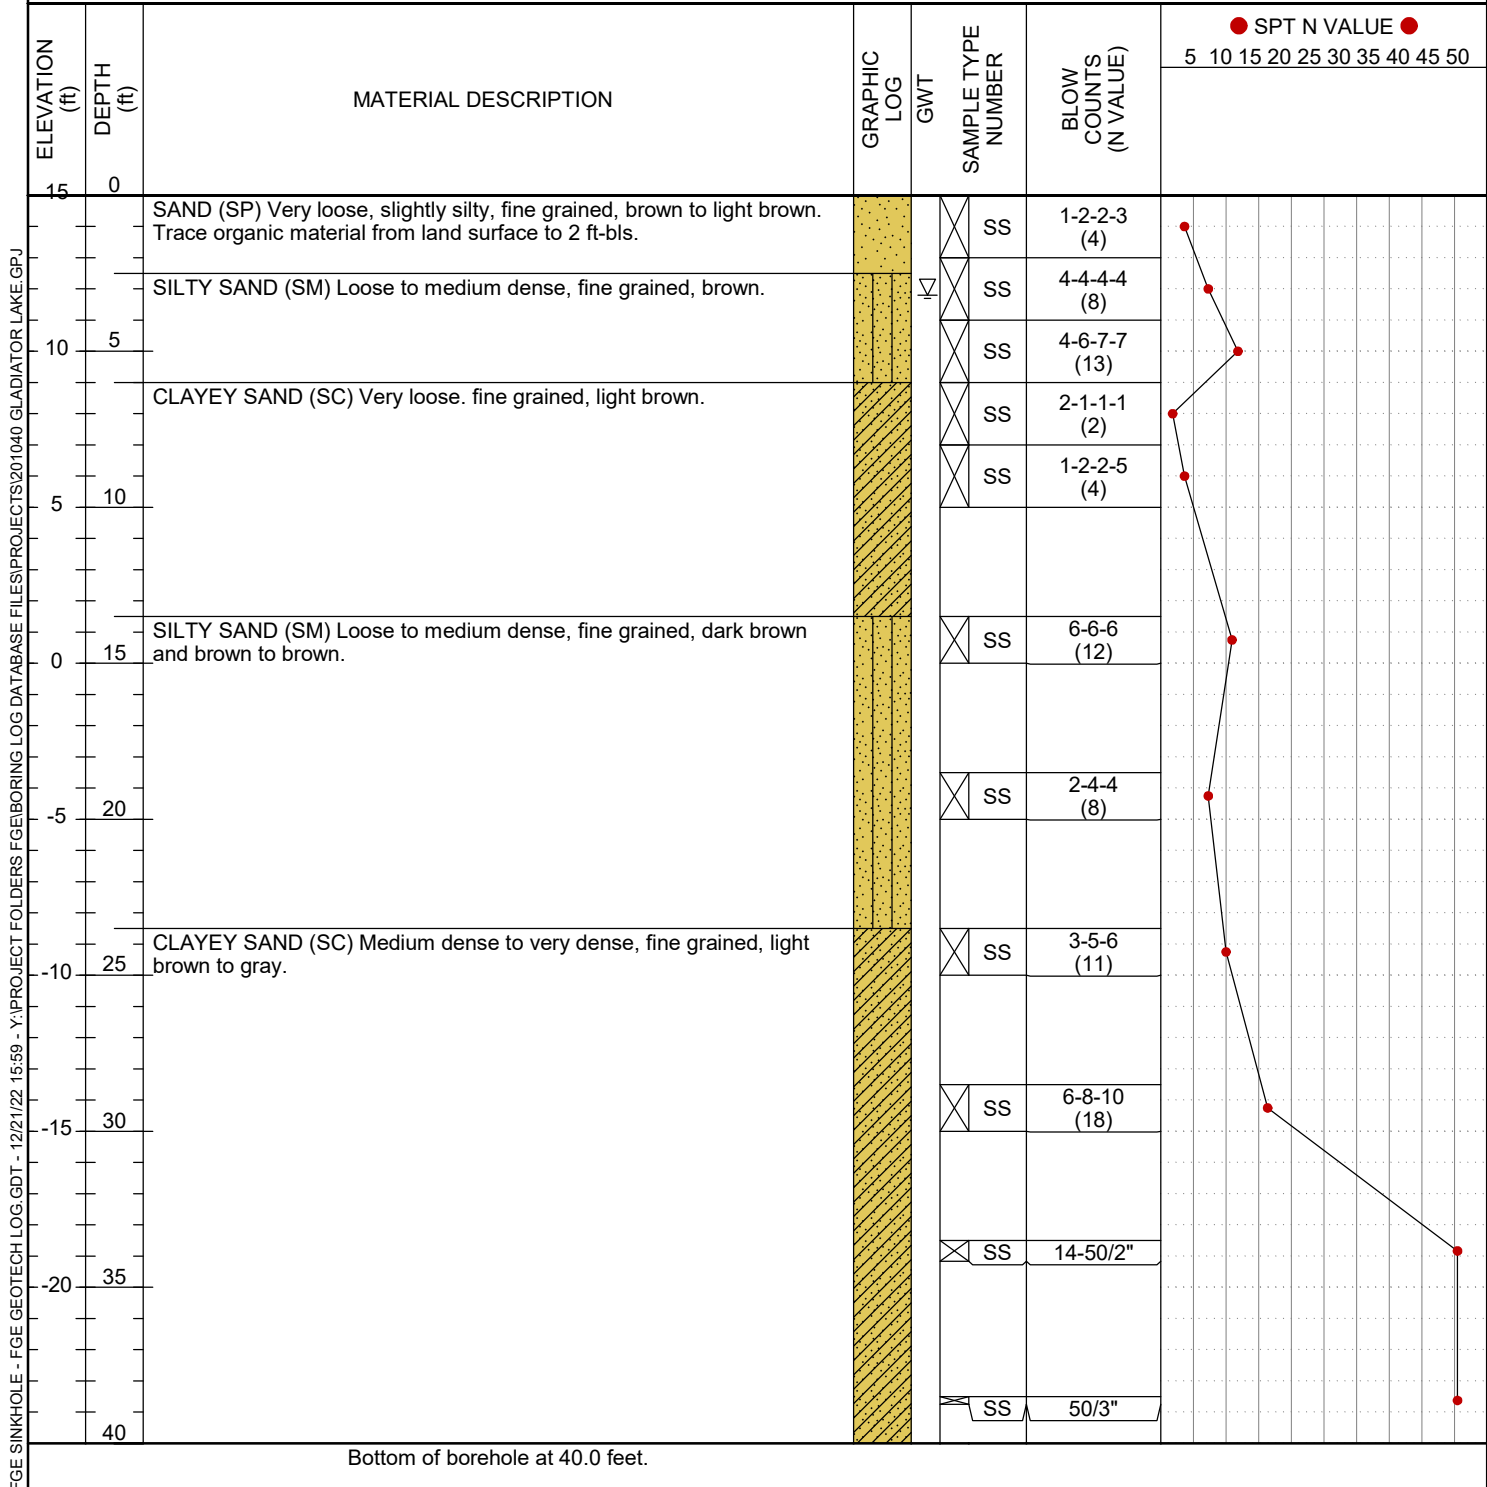 ELEVATION
(ft)
DEPTH
(ft)
MATERIAL DESCRIPTION
GRAPHIC
LOG
GWT
SAMPLE TYPE
NUMBER
BLOW
COUNTS
(N VALUE)
SPT N VALUE
5 10 15 20 25 30 35 40 45 50
15 0
SAND (SP) Very loose, slightly silty, fine grained, brown to light brown.
Trace organic material from land surface to 2 ft-bls.
SS 1-2-2-3
(4)
SILTY SAND (SM) Loose to medium dense, fine grained, brown.
SS 4-4-4-4
(8)
10 5
SS 4-6-7-7
(13)
CLAYEY SAND (SC) Very loose. fine grained, light brown.
SS 2-1-1-1
(2)
SS 1-2-2-5
(4)
5 10
SILTY SAND (SM) Loose to medium dense, fine grained, dark brown
and brown to brown.
SS 6-6-6
(12)
0 15
SS 2-4-4
(8)
-5 20
CLAYEY SAND (SC) Medium dense to very dense, fine grained, light
brown to gray.
SS 3-5-6
(11)
-10 25
SS 6-8-10
(18)
-15 30
SS 14-50/2"
-20 35
SS 50/3"
40
Bottom of borehole at 40.0 feet.
FGE SINKHOLE - FGE GEOTECH LOG.GDT - 12/21/22 15:59 - Y:\PROJECT FOLDERS FGE\BORING LOG DATABASE FILES\PROJECTS\201040 GLADIATOR LAKE.GPJ